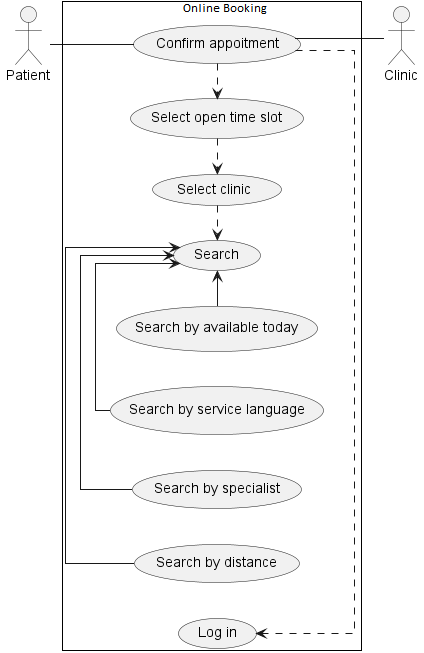 Online Booking
Confirm appoitment
Patient
Clinic
Select open time slot
Select clinic
Search
Search by available today
Search by service language
Search by specialist
Search by distance
Log in